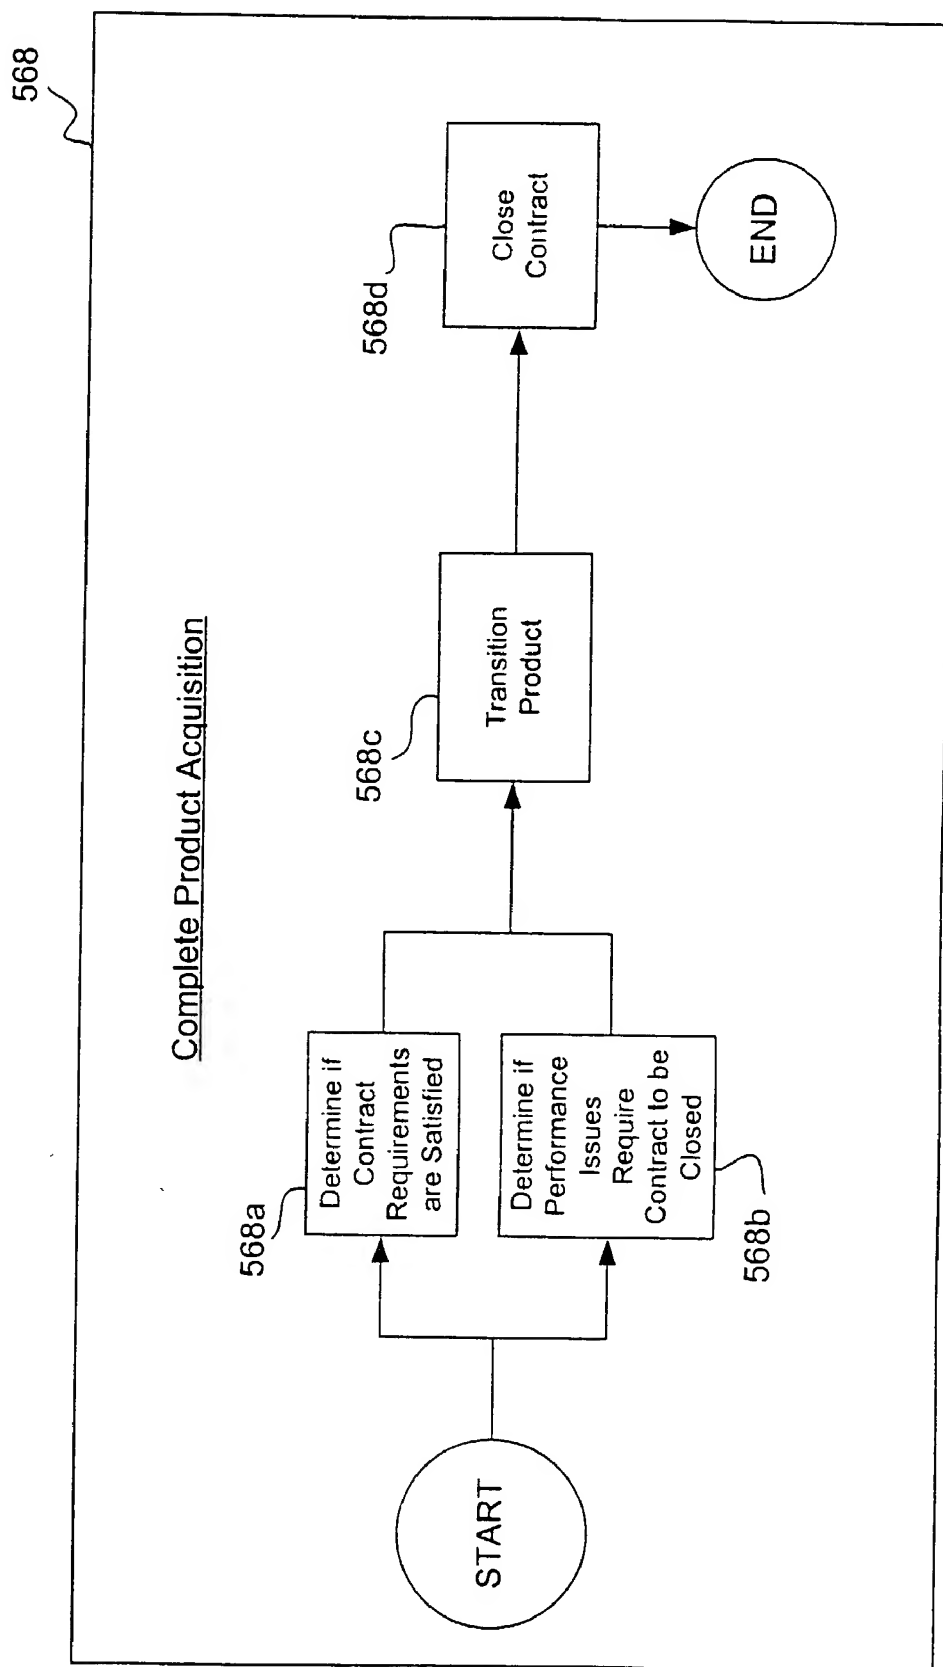 568
Complete Product Acquisition
START
568a
Determine if
Contract
Requirements
are Satisfied
Determine if
Performance
Issues
Require
Contract to be
Closed
568b
568c
Transition
Product
568d
Close
Contract
END